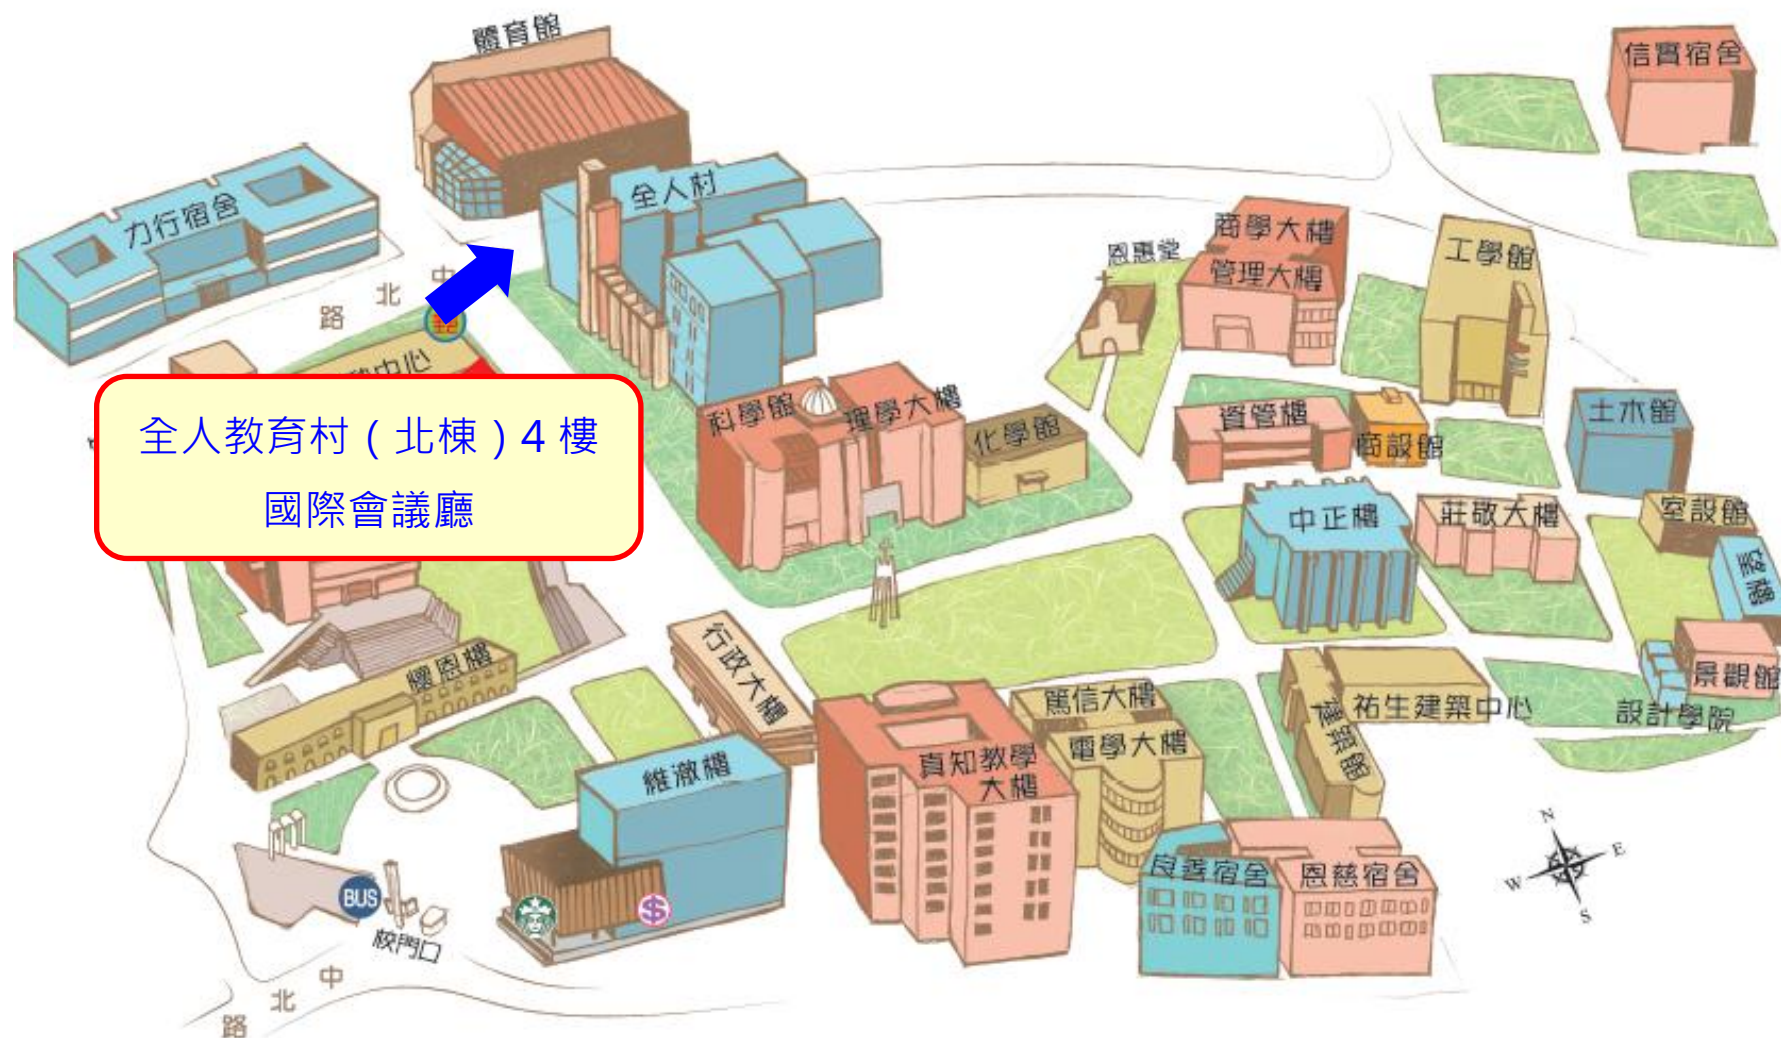 體育館
信實宿舍
全人村
力行宿舍
商學大樓
恩惠堂
工學館
管理大樓
中
北
路
中心
全人教育村（北棟）4 樓
國際會議廳
科學館
理學大樓
化學館
資管樓
商設館
土木館
中正樓
莊敬大樓
室設館
望樓
懷恩樓
行政大樓
景觀館
篤信大樓
祐生建築中心
設計學院
建築館
維澈樓
真知教學
大樓
電學大樓
良善宿舍
恩慈宿舍
N
E
W
S
BUS
$
校門口
中
北
路